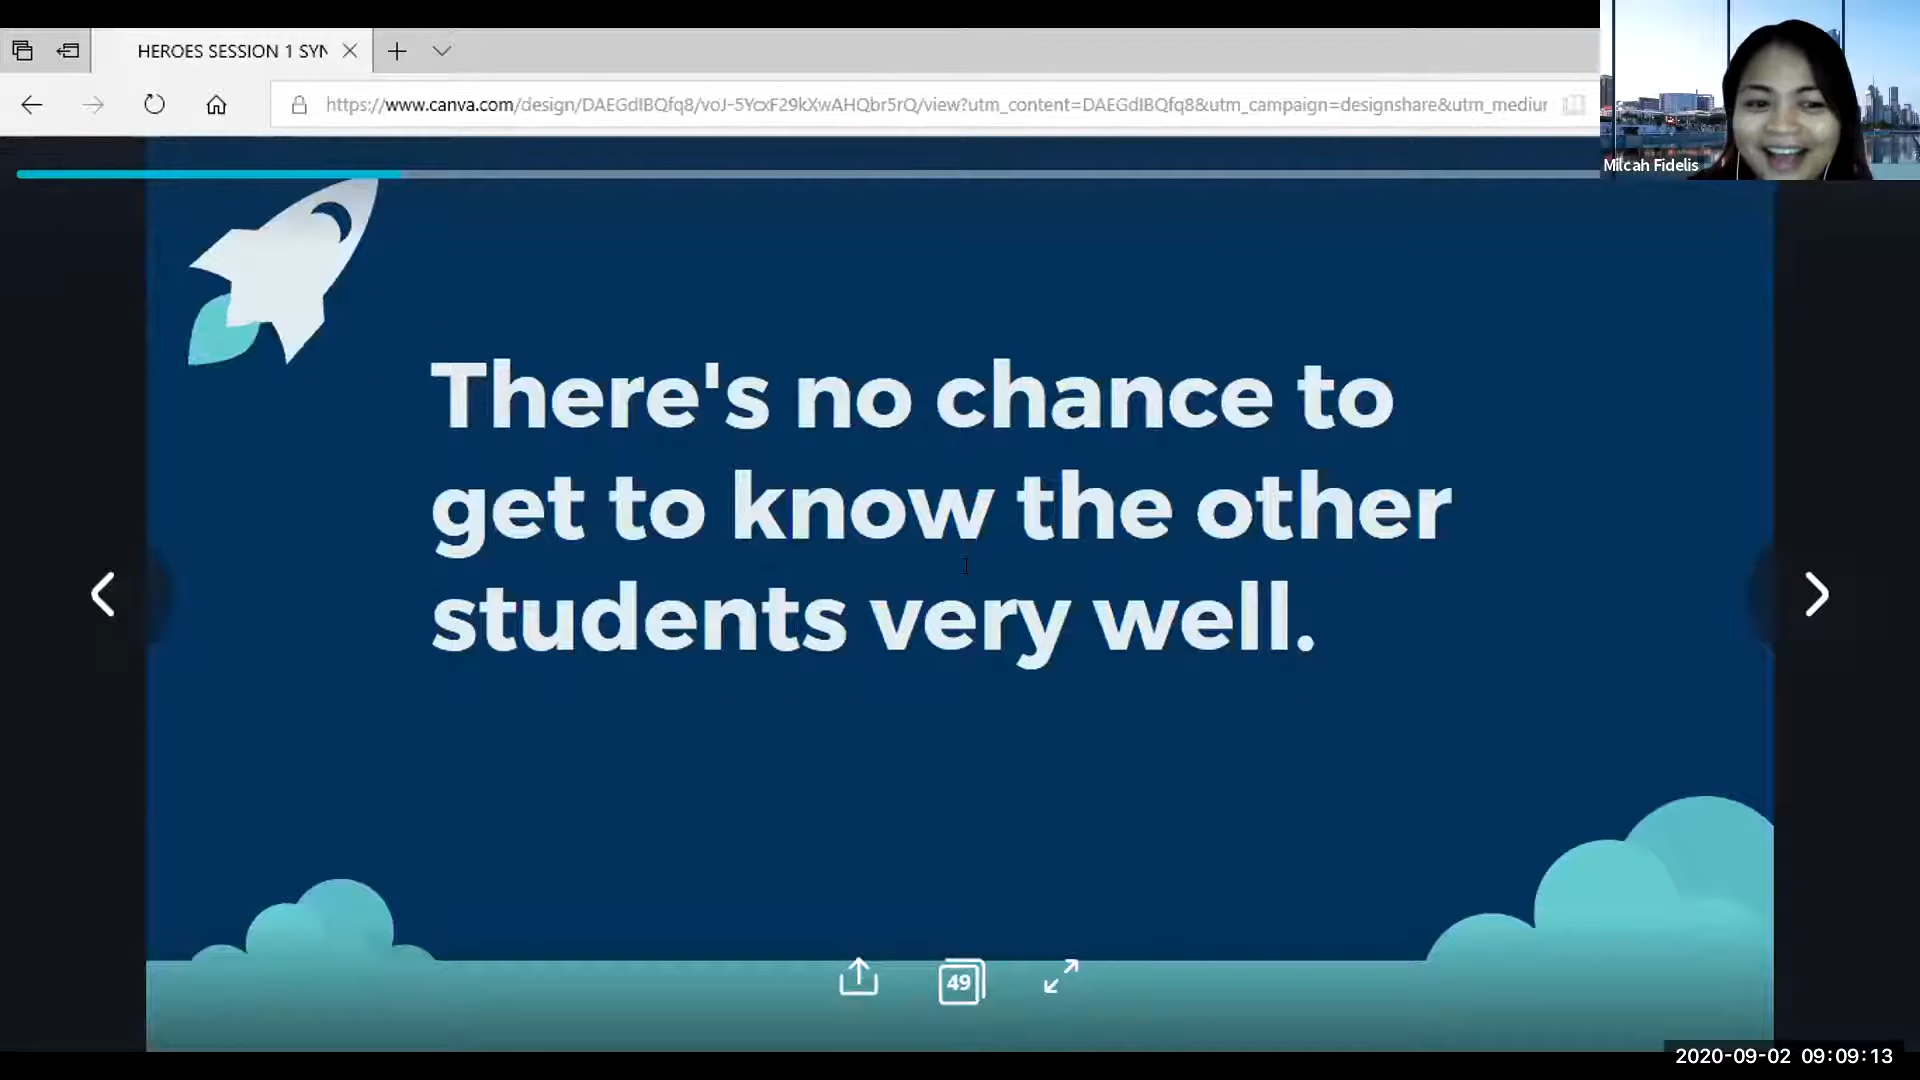 HEROES SESSION 1 SYN
https://www.canva.com/design/DAEGdIBQfq8/voJ-5YoxF29kXwAHQbr5rQ/view?utm_content=DAEGdIBQfq8&utm_campaign=designshare&utm_mediur
Milcah Fidelis
There's no chance to
get to know the other
students very well.
49
2020-09-02 09:09:13